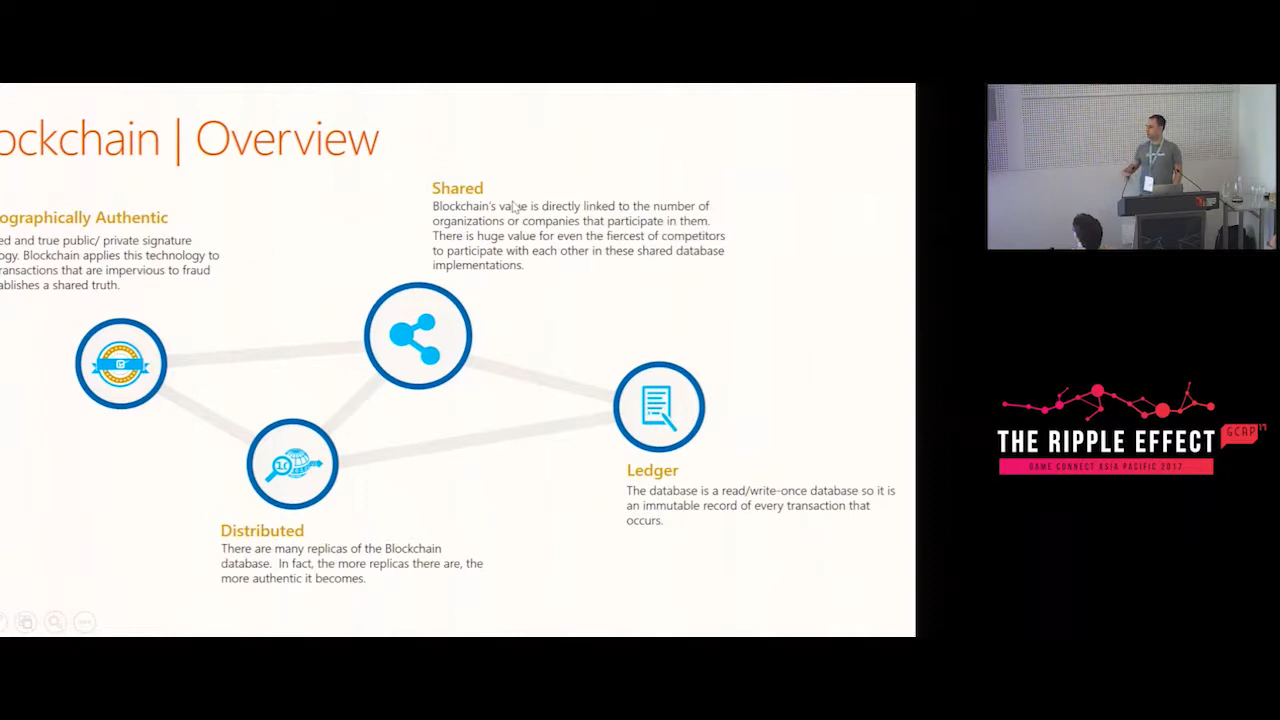 ockchain | Overview
Shared
Blockchain's value is directly linked to the number of
organizations or companies that participate in them.
There is huge value for even the fiercest of competitors
to participate with each other in these shared database
implementations.
ographically Authentic
ed and true public/ private signature
ogy. Blockchain applies this technology to
ransactions that are impervious to fraud
ablishes a shared truth.
Ledger
The database is a read/write-once database so it is
an immutable record of every transaction that
occurs.
Distributed
There are many replicas of the Blockchain
database. In fact, the more replicas there are, the
more authentic it becomes.
THE RIPPLE EFFECT
GCAP17
GAME CONNECT ASIA PACIFIC 2017